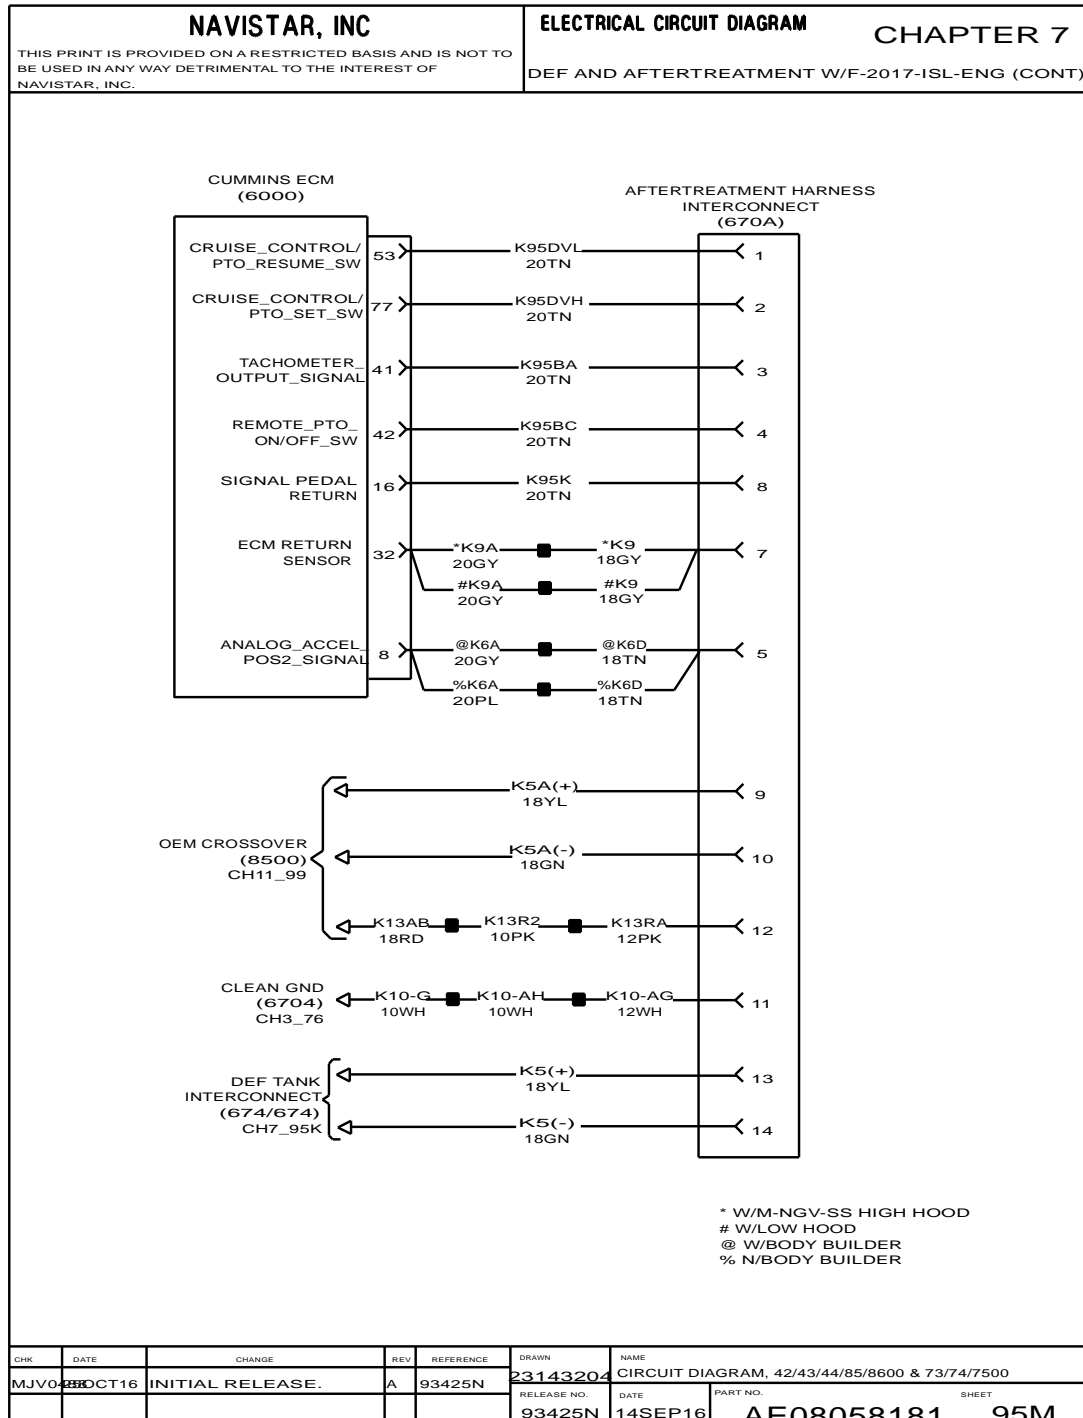 NAVISTAR, INC
THIS PRINT IS PROVIDED ON A RESTRICTED BASIS AND IS NOT TO
BE USED IN ANY WAY DETRIMENTAL TO THE INTEREST OF
NAVISTAR, INC.
ELECTRICAL CIRCUIT DIAGRAM
CHAPTER 7
DEF AND AFTERTREATMENT W/F-2017-ISL-ENG (CONT)
CUMMINS ECM
(6000)
AFTERTREATMENT HARNESS
INTERCONNECT
(670A)
CRUISE_CONTROL/
PTO_RESUME_SW
53
K95DVL
20TN
1
CRUISE_CONTROL/
PTO_SET_SW
77
K95DVH
20TN
2
TACHOMETER_
OUTPUT_SIGNAL
41
K95BA
20TN
3
REMOTE_PTO_
ON/OFF_SW
42
K95BC
20TN
4
SIGNAL PEDAL
RETURN
16
K95K
20TN
8
ECM RETURN
SENSOR
32
*K9A
20GY
*K9
18GY
7
#K9A
20GY
#K9
18GY
ANALOG_ACCEL_
POS2_SIGNAL
8
@K6A
20GY
@K6D
18TN
5
%K6A
20PL
%K6D
18TN
OEM CROSSOVER
(8500)
CH11_99
K5A(+)
18YL
9
K5A(-)
18GN
10
K13AB
18RD
K13R2
10PK
K13RA
12PK
12
CLEAN GND
(6704)
CH3_76
K10-G
10WH
K10-AH
10WH
K10-AG
12WH
11
DEF TANK
INTERCONNECT
(674/674)
CH7_95K
K5(+)
18YL
13
K5(-)
18GN
14
* W/M-NGV-SS HIGH HOOD
# W/LOW HOOD
@ W/BODY BUILDER
% N/BODY BUILDER
CHK DATE CHANGE REV REFERENCE
INITIAL RELEASE. A 93425N
DRAWN
23143204
NAME
CIRCUIT DIAGRAM, 42/43/44/85/8600 & 73/74/7500
RELEASE NO.
93425N
DATE
14SEP16
PART NO.
AE08058181
SHEET
95M